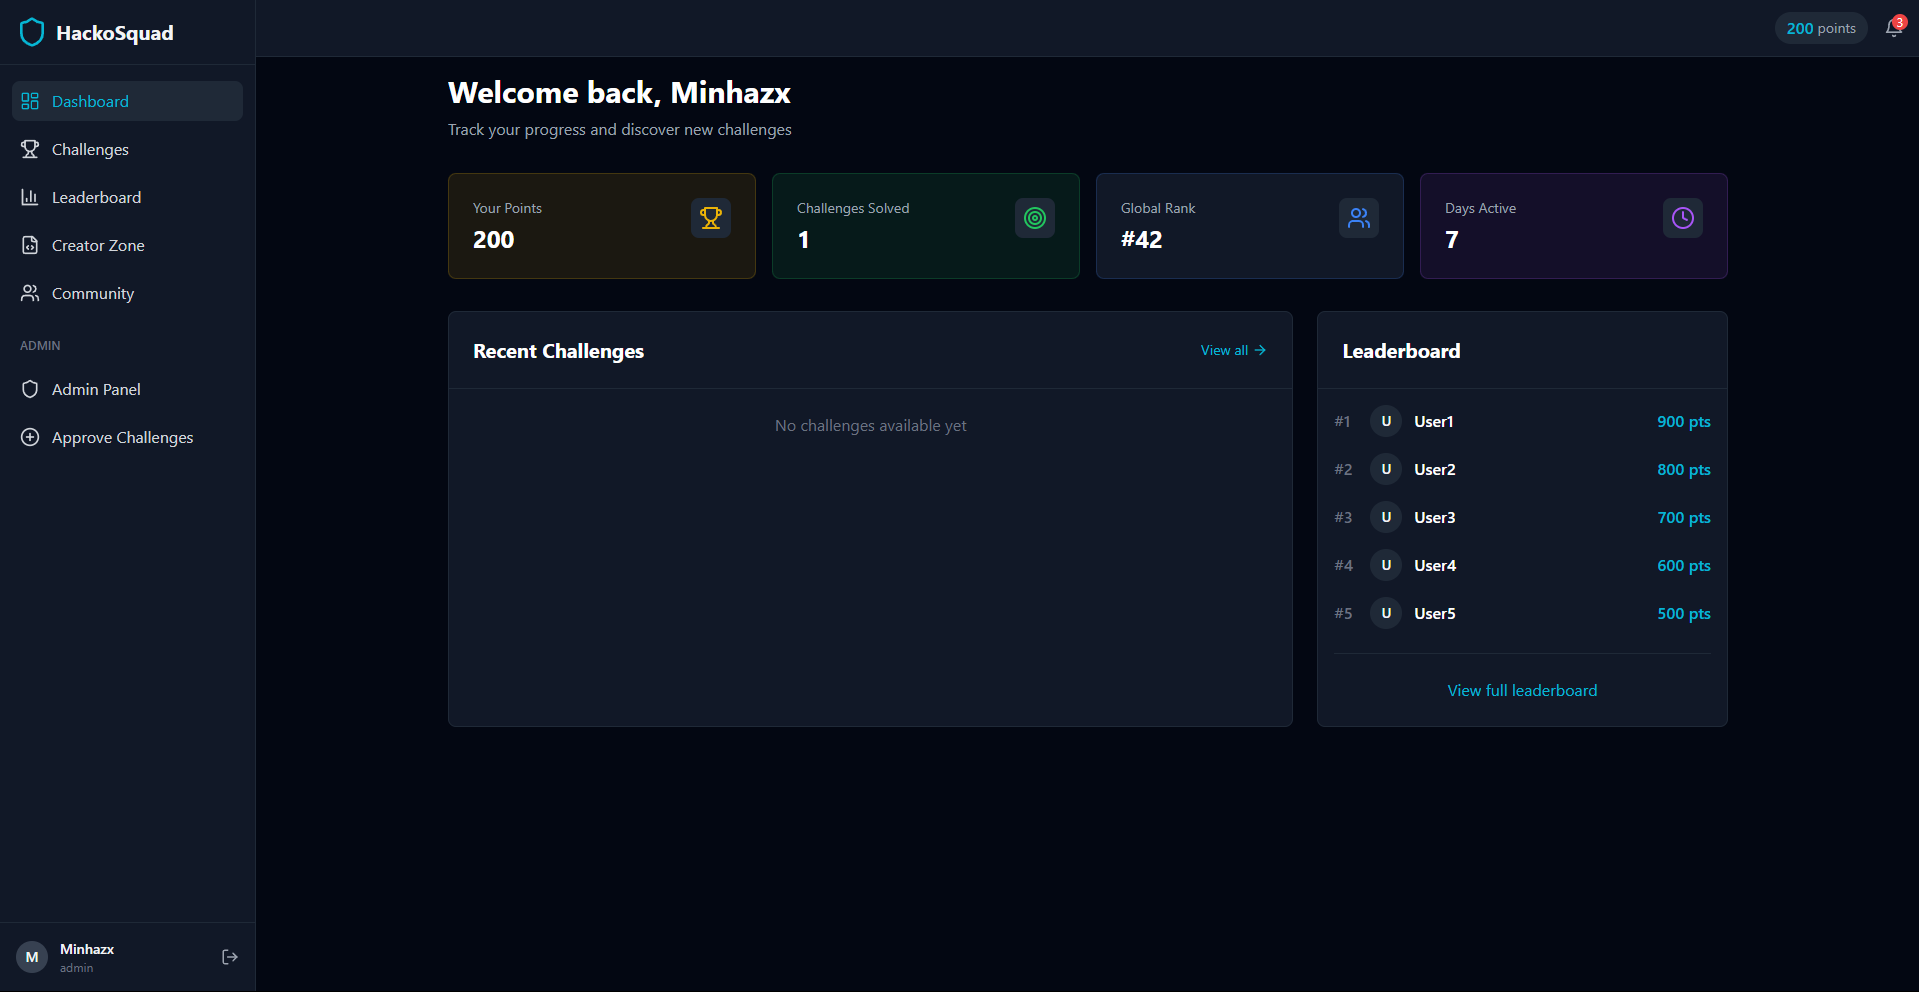 HackoSquad
Dashboard
Challenges
Leaderboard
Creator Zone
Community
ADMIN
Admin Panel
Approve Challenges
M
Minhazx
admin
200 points
3
Welcome back, Minhazx
Track your progress and discover new challenges
Your Points
200
Challenges Solved
1
Global Rank
#42
Days Active
7
Recent Challenges
View all →
No challenges available yet
Leaderboard
#1 U User1 900 pts
#2 U User2 800 pts
#3 U User3 700 pts
#4 U User4 600 pts
#5 U User5 500 pts
View full leaderboard